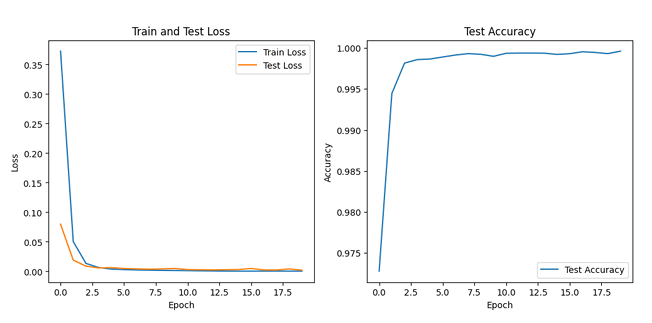 Train and Test Loss
Train Loss
Test Loss
Loss
0.35
0.30
0.25
0.20
0.15
0.10
0.05
0.00
0.0 2.5 5.0 7.5 10.0 12.5 15.0 17.5
Epoch
Test Accuracy
Accuracy
1.000
0.995
0.990
0.985
0.980
0.975
Test Accuracy
0.0 2.5 5.0 7.5 10.0 12.5 15.0 17.5
Epoch